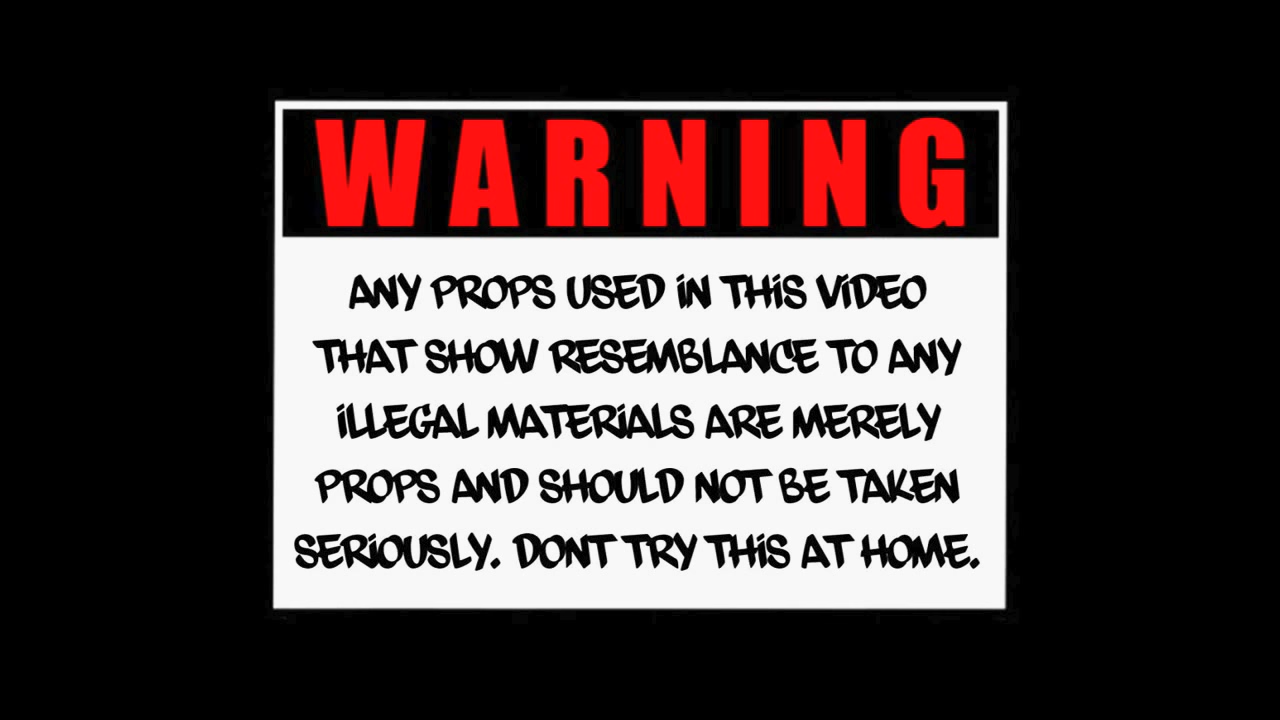 WARNING
ANY PROPS USED iN THiS ViDEO
THAT SHOW RESEMBLANCE TO ANY
iLLEGAL MATERiALS ARE MERELY
PROPS AND SHOULD NOT BE TAKEN
SERiOUSLY. DONT TRY THiS AT HOME.